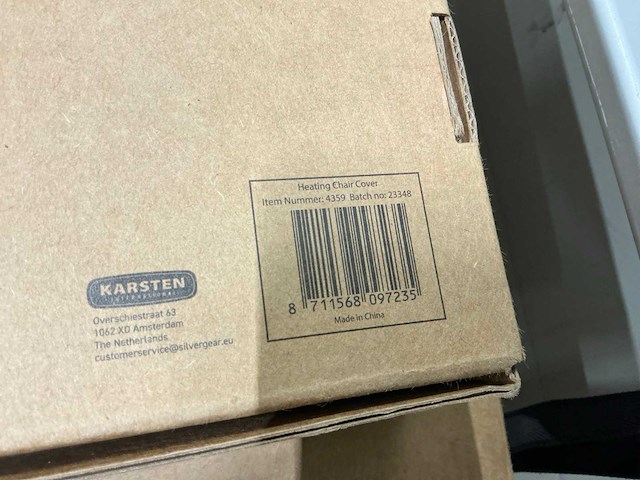 Heating Chair Cover
Item Nummer: 4359 Batch no: 23348
8 711568 097235
Made in China
KARSTEN
international
Overschiestraat 63
1062 XD Amsterdam
The Netherlands
customerservice@silvergear.eu